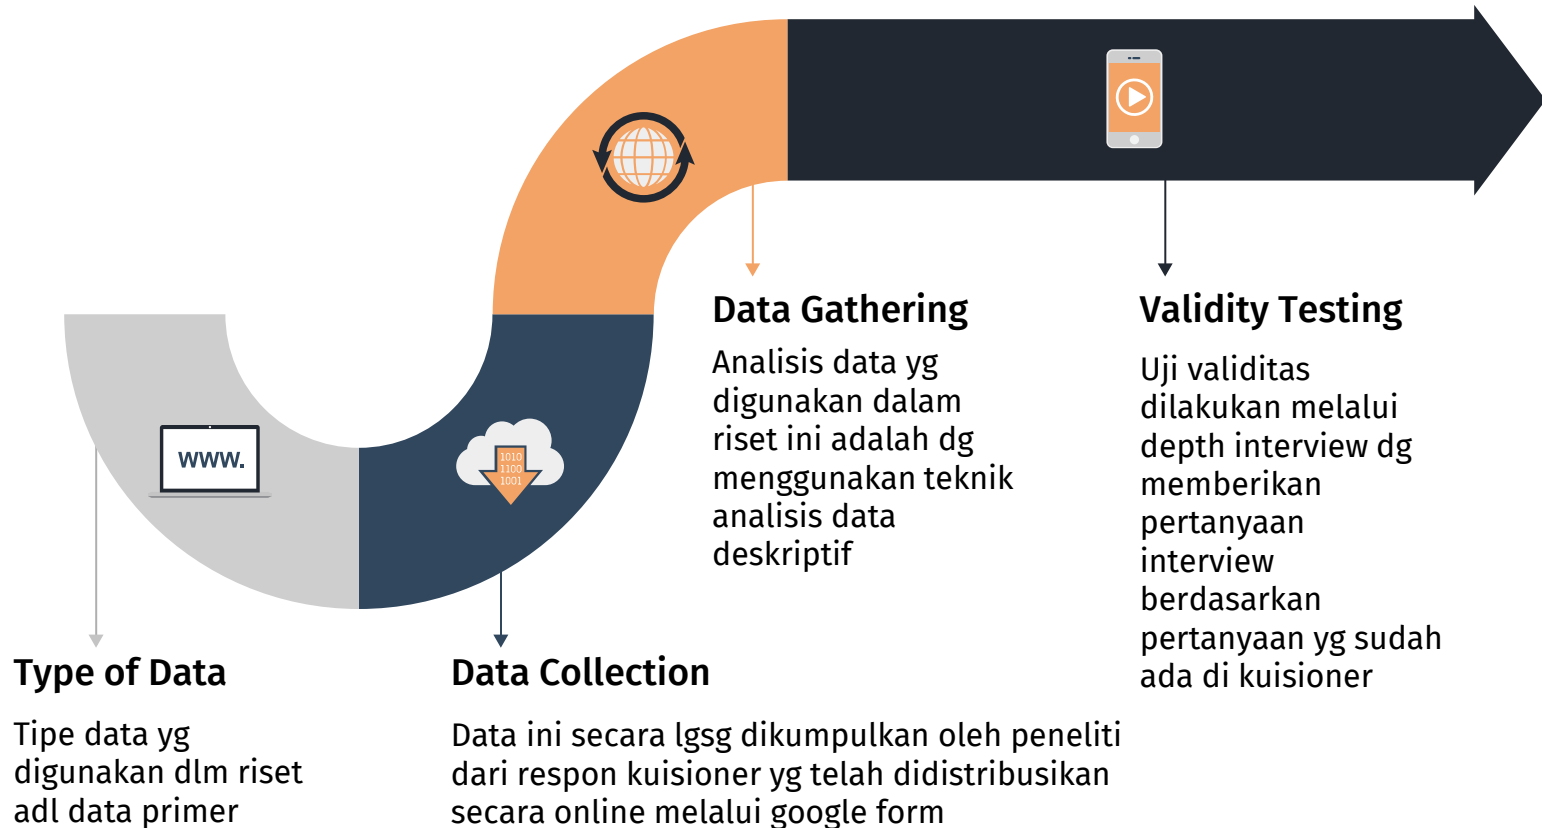 WWW.
1010
1100
1001
Data Gathering
Analisis data yg
digunakan dalam
riset ini adalah dg
menggunakan teknik
analisis data
deskriptif
Validity Testing
Uji validitas
dilakukan melalui
depth interview dg
memberikan
pertanyaan
interview
berdasarkan
pertanyaan yg sudah
ada di kuisioner
Type of Data
Tipe data yg
digunakan dlm riset
adl data primer
Data Collection
Data ini secara lgsg dikumpulkan oleh peneliti
dari respon kuisioner yg telah didistribusikan
secara online melalui google form